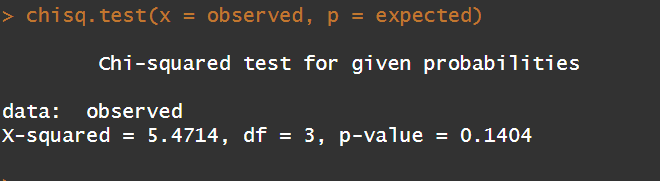 > chisq.test(x = observed, p = expected)
Chi-squared test for given probabilities
data:  observed
X-squared = 5.4714, df = 3, p-value = 0.1404